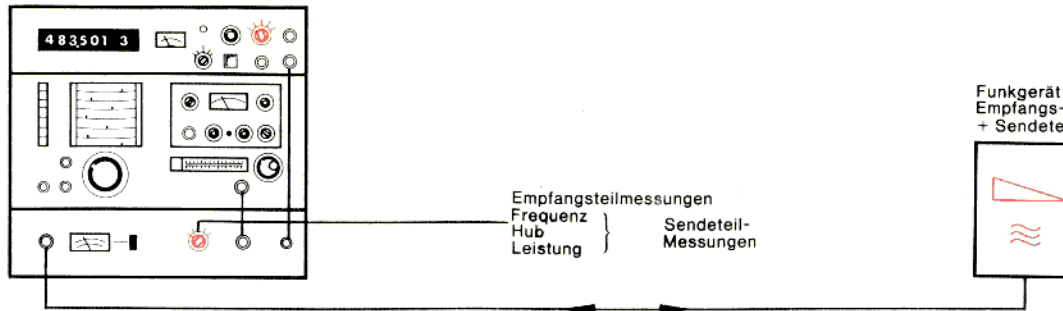 483501 3
Funkgerät
Empfangs-
+ Sendete
Empfangsteilmessungen
Frequenz
Hub
Leistung
Sendeteil-
Messungen